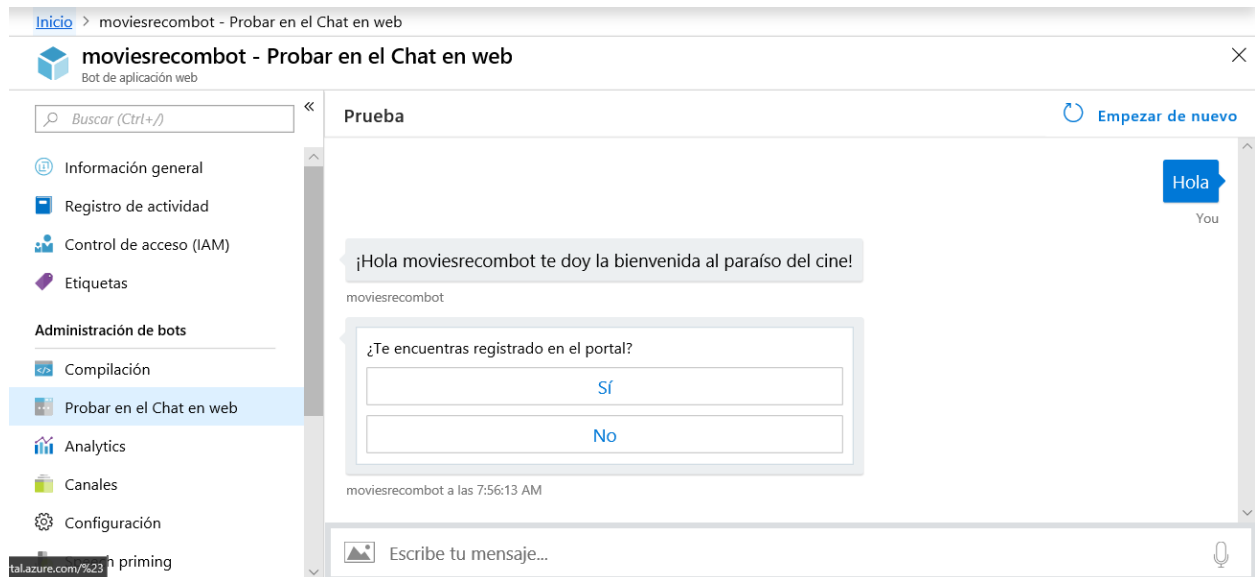 Inicio > moviesrecombot - Probar en el Chat en web
moviesrecombot - Probar en el Chat en web
Bot de aplicación web
Buscar (Ctrl+/)
«
Información general
Registro de actividad
Control de acceso (IAM)
Etiquetas
Administración de bots
Compilación
Probar en el Chat en web
Analytics
Canales
Configuración
priming
tal.azure.com/%23
Prueba
Empezar de nuevo
Hola
You
¡Hola moviesrecombot te doy la bienvenida al paraíso del cine!
moviesrecombot
¿Te encuentras registrado en el portal?
Sí
No
moviesrecombot a las 7:56:13 AM
Escribe tu mensaje...